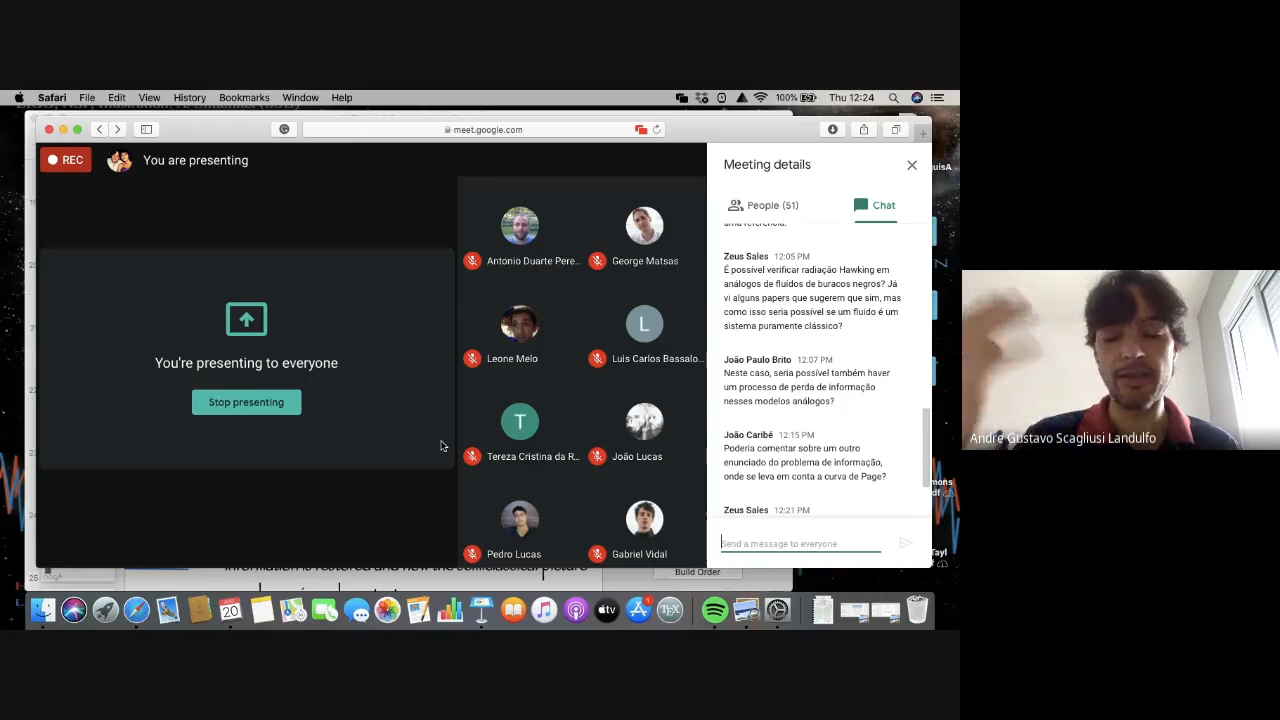 Safari File Edit View History Bookmarks Window Help
100% Thu 12:24
meet.google.com
REC
You are presenting
Meeting details
People (51)
Chat
uma referência.
Zeus Sales 12:05 PM
É possível verificar radiação Hawking em
análogos de fluídos de buracos negros? Já
vi alguns papers que sugerem que sim, mas
como isso seria possível se um fluido é um
sistema puramente clássico?
João Paulo Brito 12:07 PM
Neste caso, seria possível também haver
um processo de perda de informação
nesses modelos análogos?
João Caribé 12:15 PM
Poderia comentar sobre um outro
enunciado do problema de informação,
onde se leva em conta a curva de Page?
Zeus Sales 12:21 PM
Send a message to everyone
You're presenting to everyone
Stop presenting
Antonio Duarte Pere...
George Matsas
Leone Melo
L
Luis Carlos Bassalo...
T
Tereza Cristina da R...
João Lucas
Pedro Lucas
Gabriel Vidal
Andre Gustavo Scagliusi Landulfo
Build Order
20
tv
1
TEX